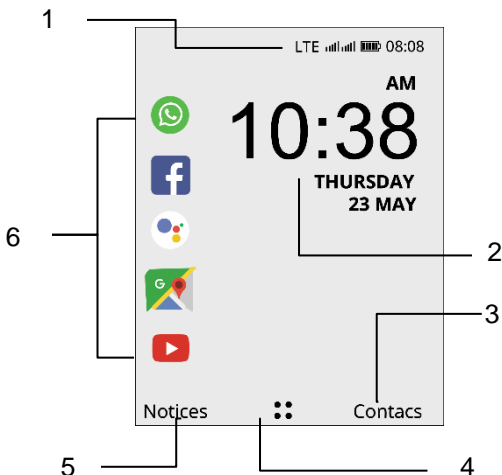 1
LTE 08:08
AM
10:38
THURSDAY
23 MAY
6
2
G
3
Notices Contacs
5 4